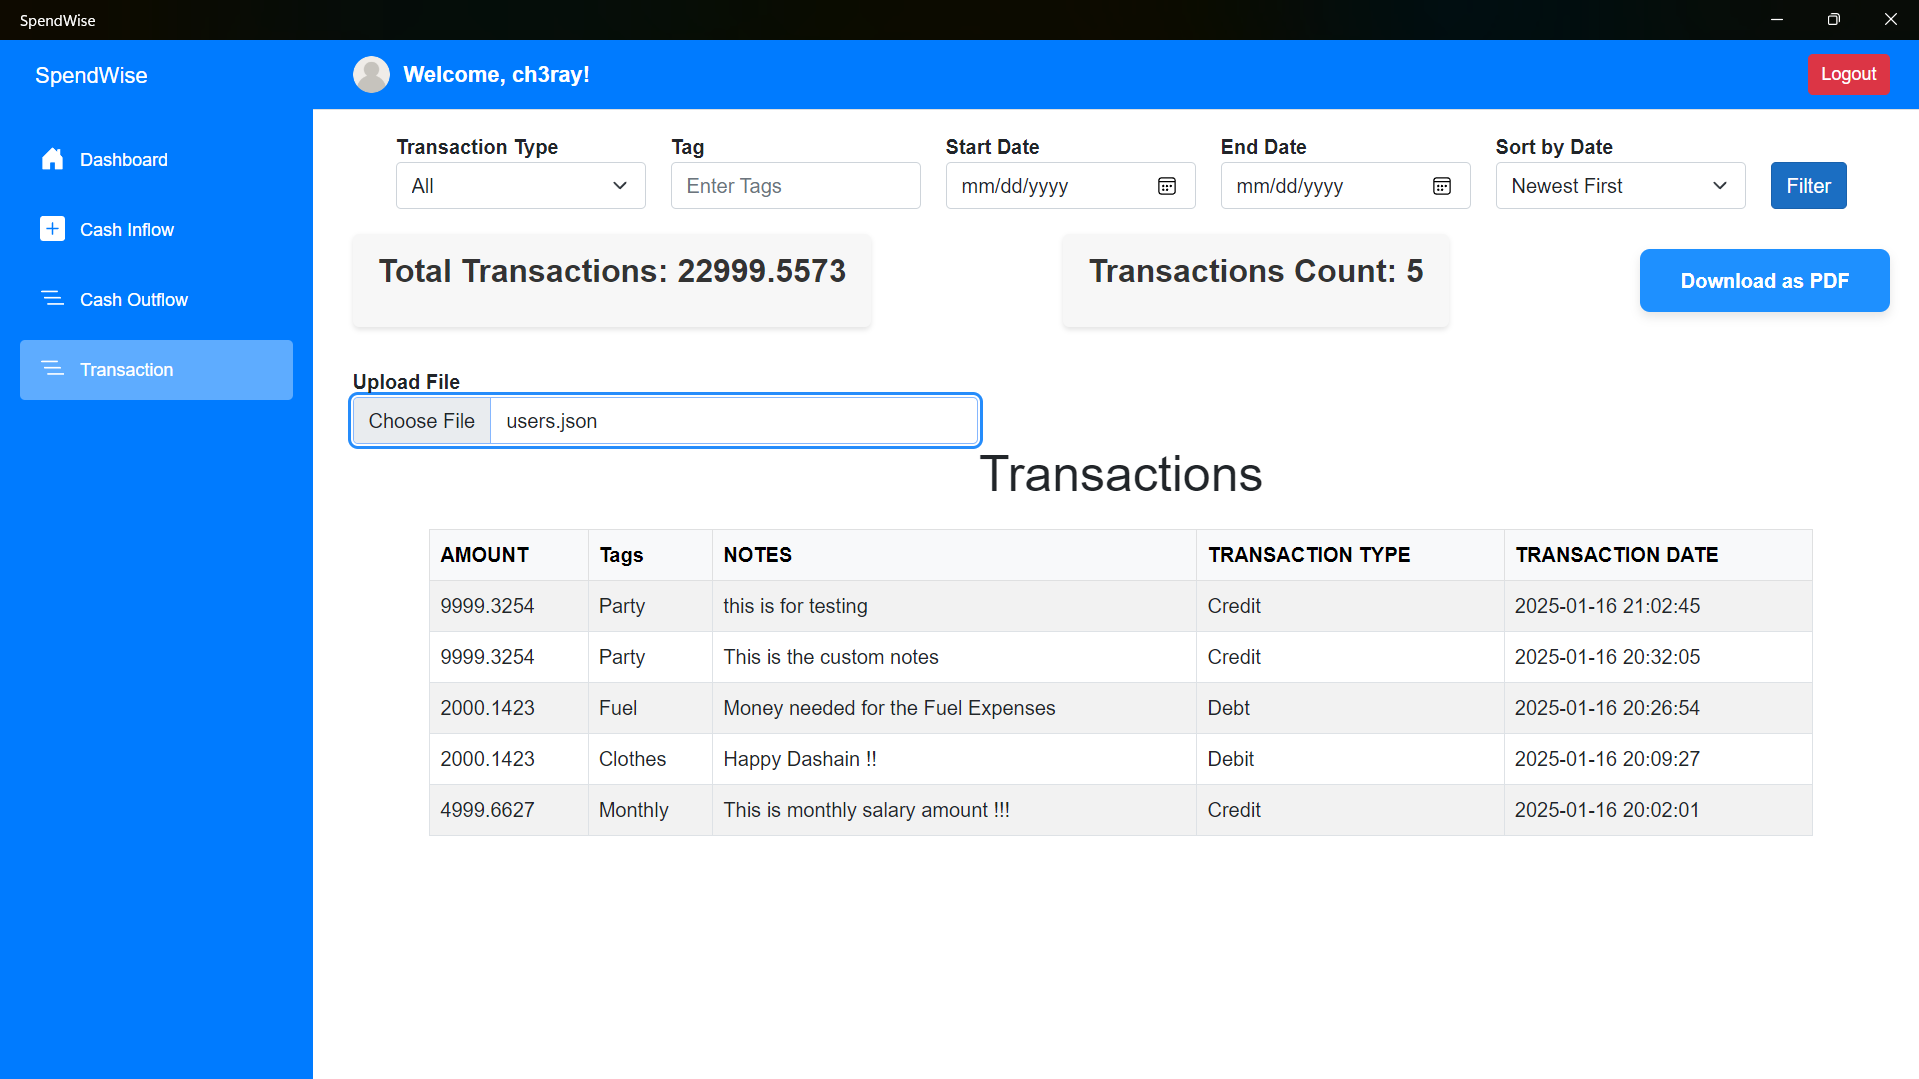 SpendWise
SpendWise
Welcome, ch3ray!
Logout
Dashboard
Cash Inflow
Cash Outflow
Transaction
Transaction Type Tag Start Date End Date Sort by Date
All Enter Tags mm/dd/yyyy mm/dd/yyyy Newest First Filter
Total Transactions: 22999.5573 Transactions Count: 5 Download as PDF
Upload File
Choose File users.json
Transactions
AMOUNT Tags NOTES TRANSACTION TYPE TRANSACTION DATE
9999.3254 Party this is for testing Credit 2025-01-16 21:02:45
9999.3254 Party This is the custom notes Credit 2025-01-16 20:32:05
2000.1423 Fuel Money needed for the Fuel Expenses Debt 2025-01-16 20:26:54
2000.1423 Clothes Happy Dashain !! Debit 2025-01-16 20:09:27
4999.6627 Monthly This is monthly salary amount !!! Credit 2025-01-16 20:02:01